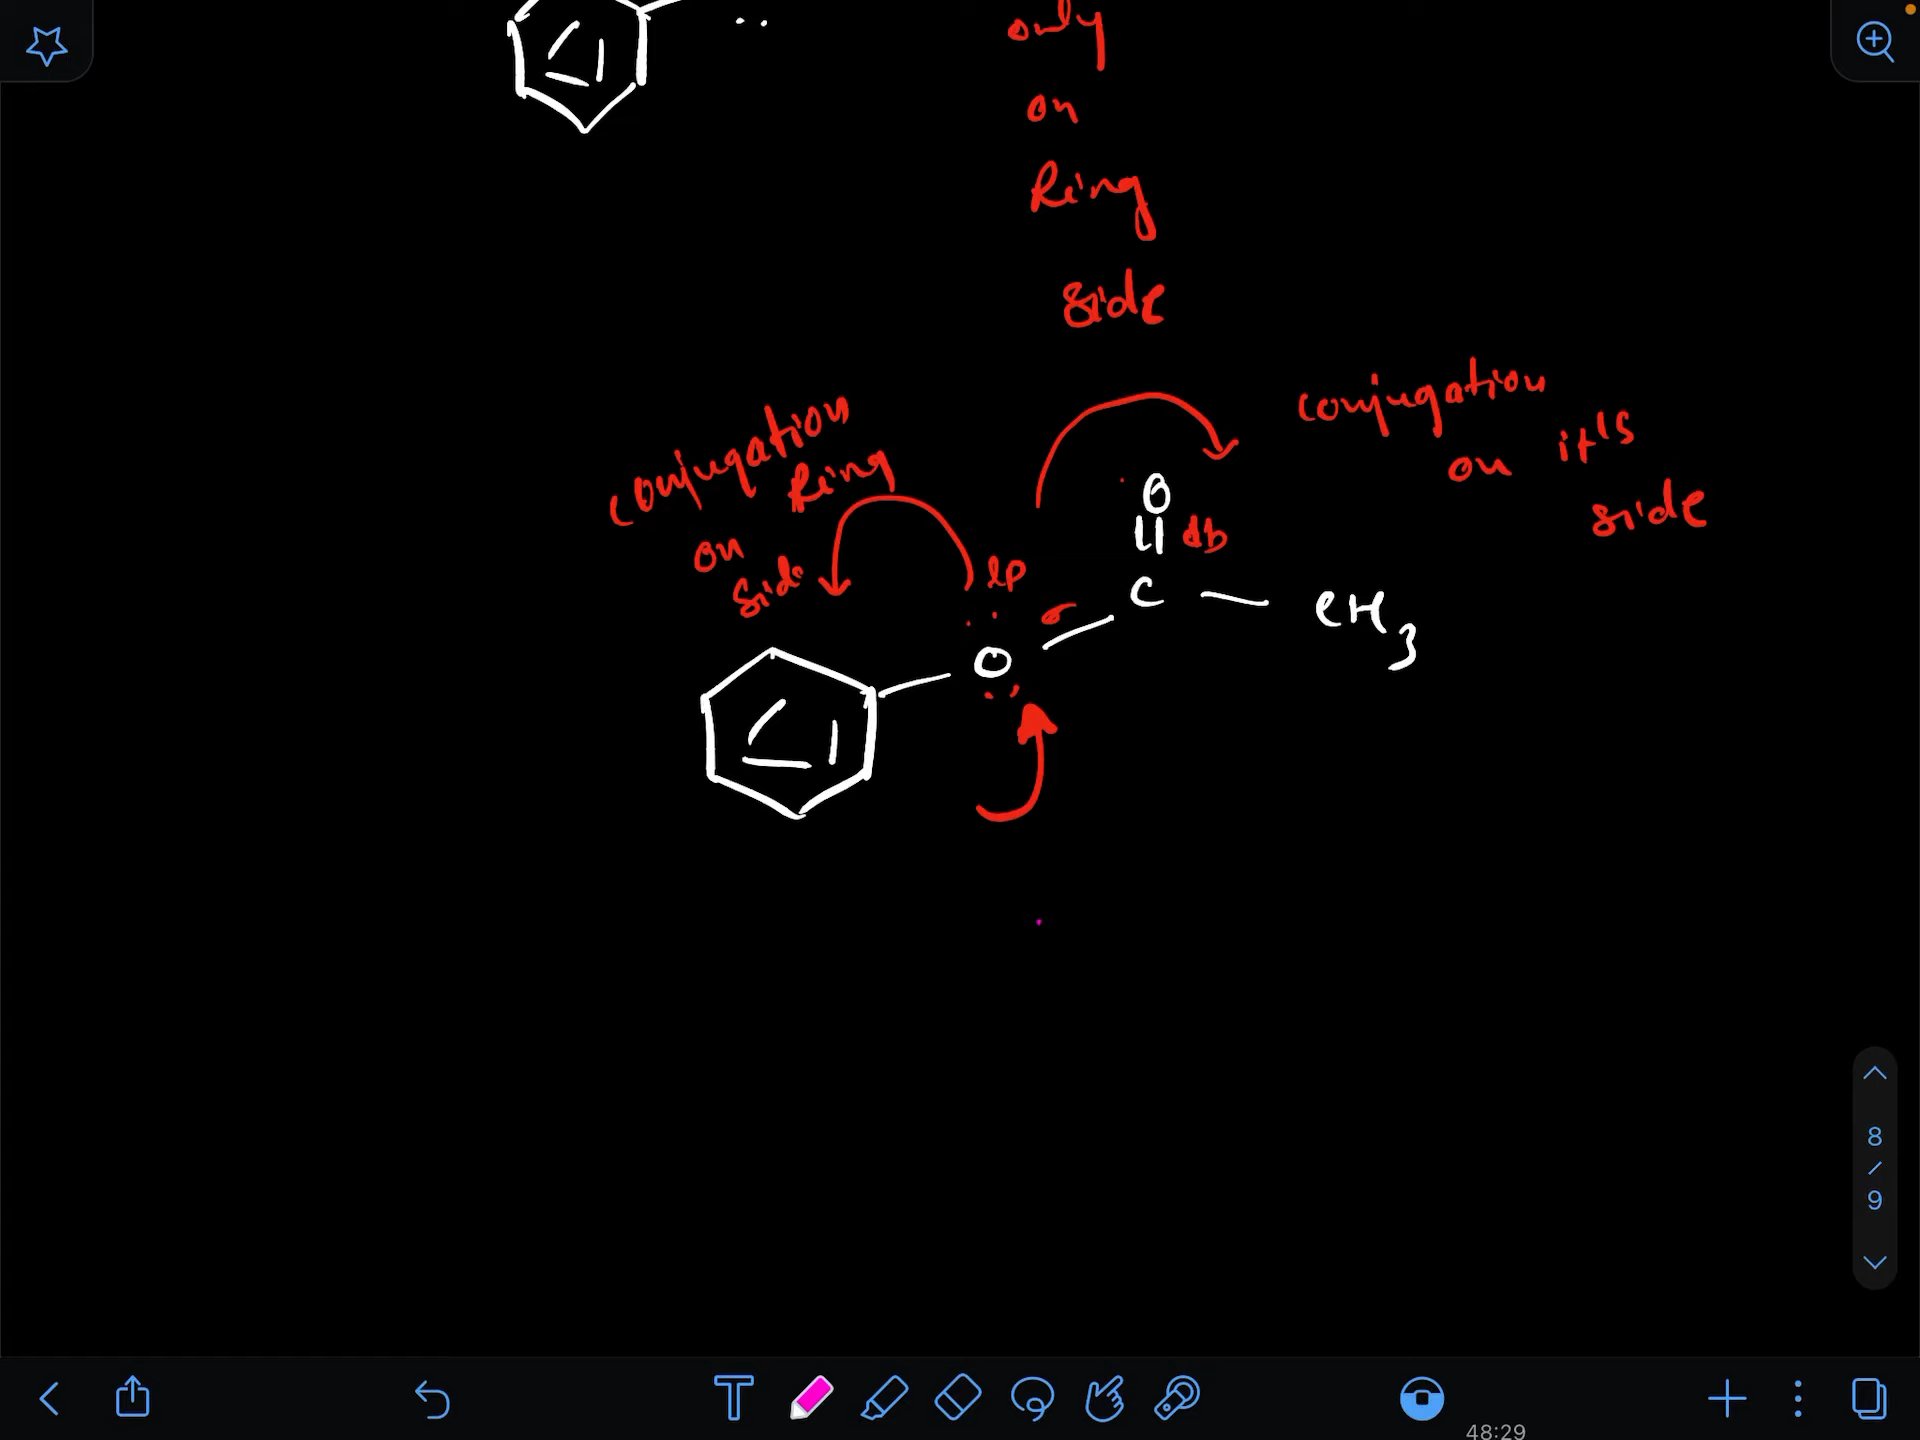 only
on
Ring
side
conjugation
on Ring
side
conjugation
on it's
side
O
db
lp
σ
C
CH3
O
8
/
9
T
48:29